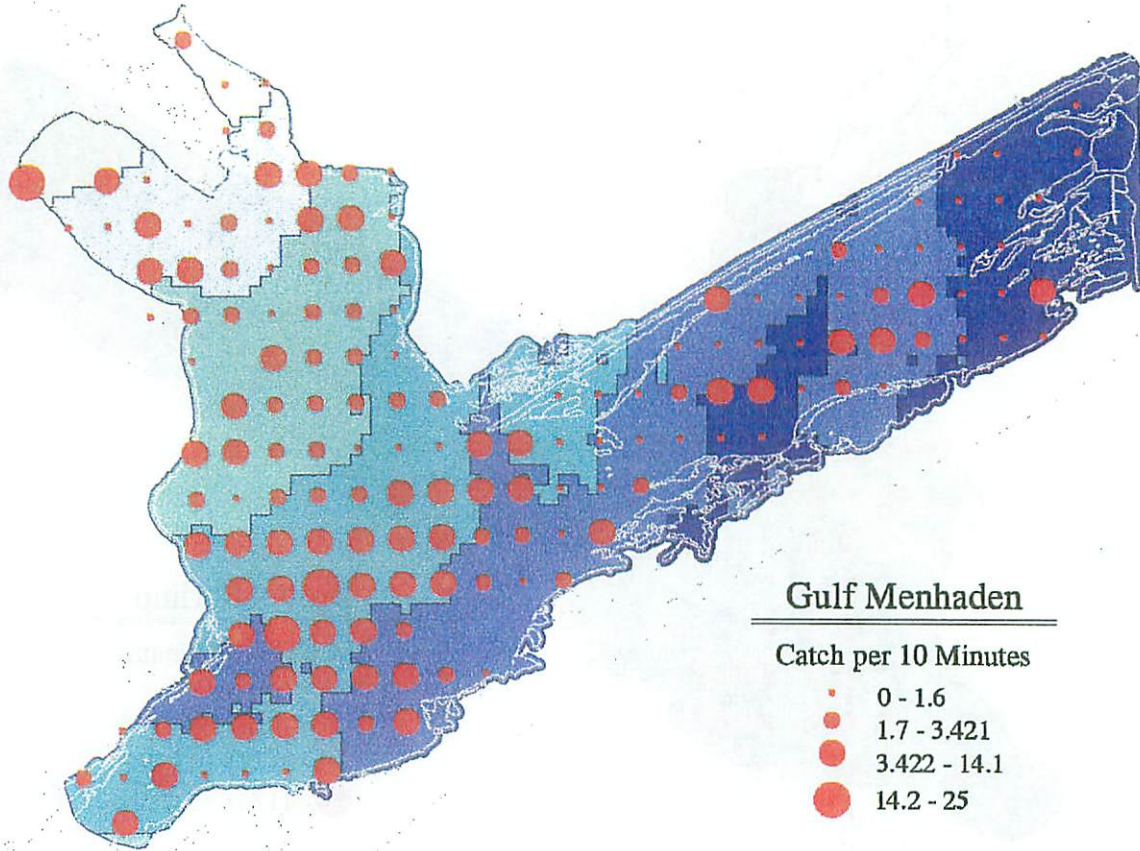 Gulf Menhaden
Catch per 10 Minutes
0 - 1.6
1.7 - 3.421
3.422 - 14.1
14.2 - 25